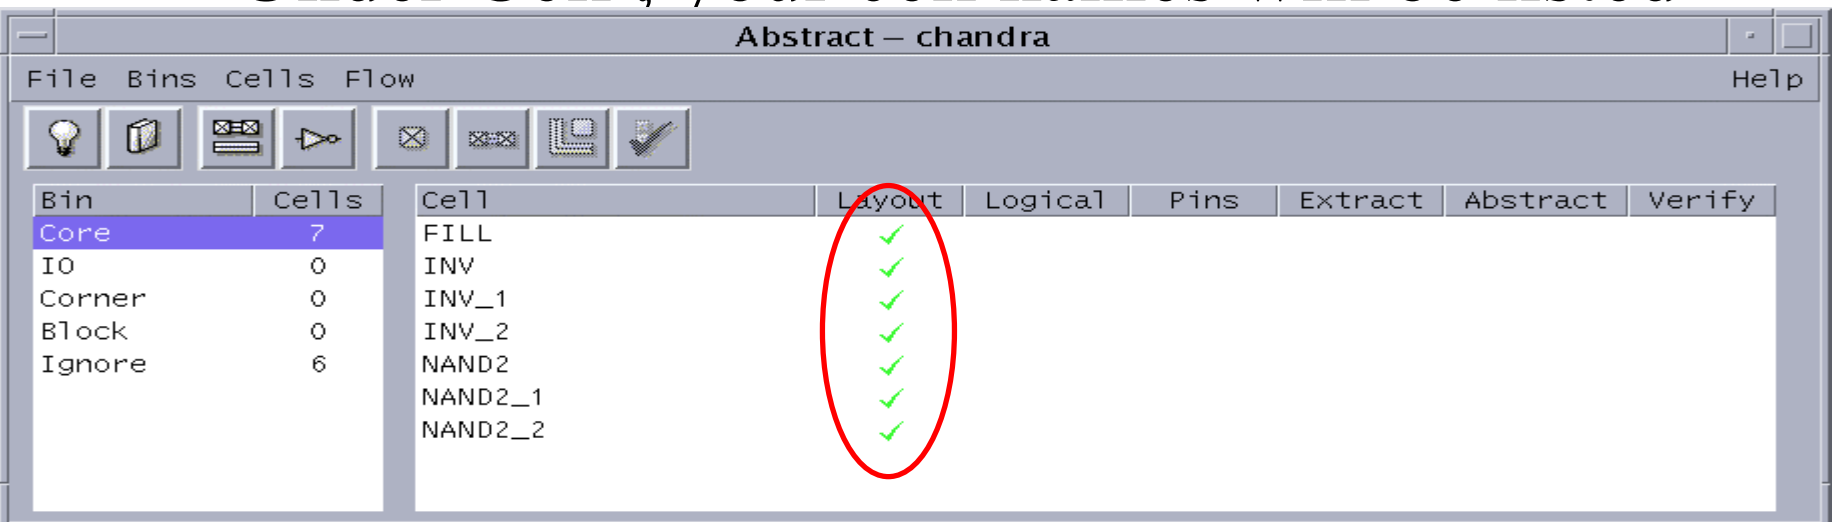 Abstract – chandra
File Bins Cells Flow Help
Bin Cells Cell Layout Logical Pins Extract Abstract Verify
Core 7 FILL
IO 0 INV
Corner 0 INV_1
Block 0 INV_2
Ignore 6 NAND2
NAND2_1
NAND2_2